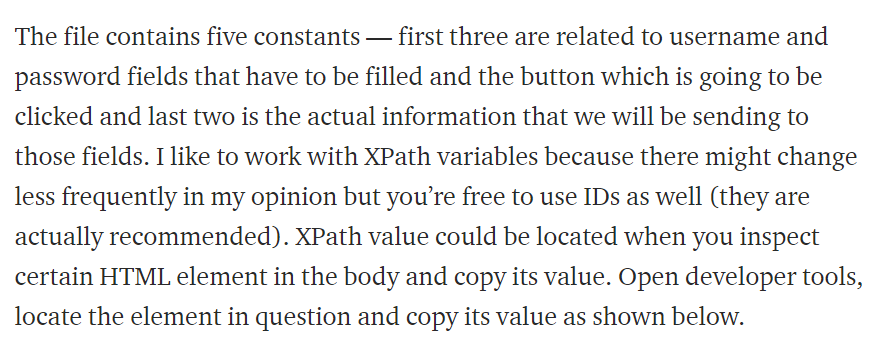 The file contains five constants — first three are related to username and
password fields that have to be filled and the button which is going to be
clicked and last two is the actual information that we will be sending to
those fields. I like to work with XPath variables because there might change
less frequently in my opinion but you’re free to use IDs as well (they are
actually recommended). XPath value could be located when you inspect
certain HTML element in the body and copy its value. Open developer tools,
locate the element in question and copy its value as shown below.